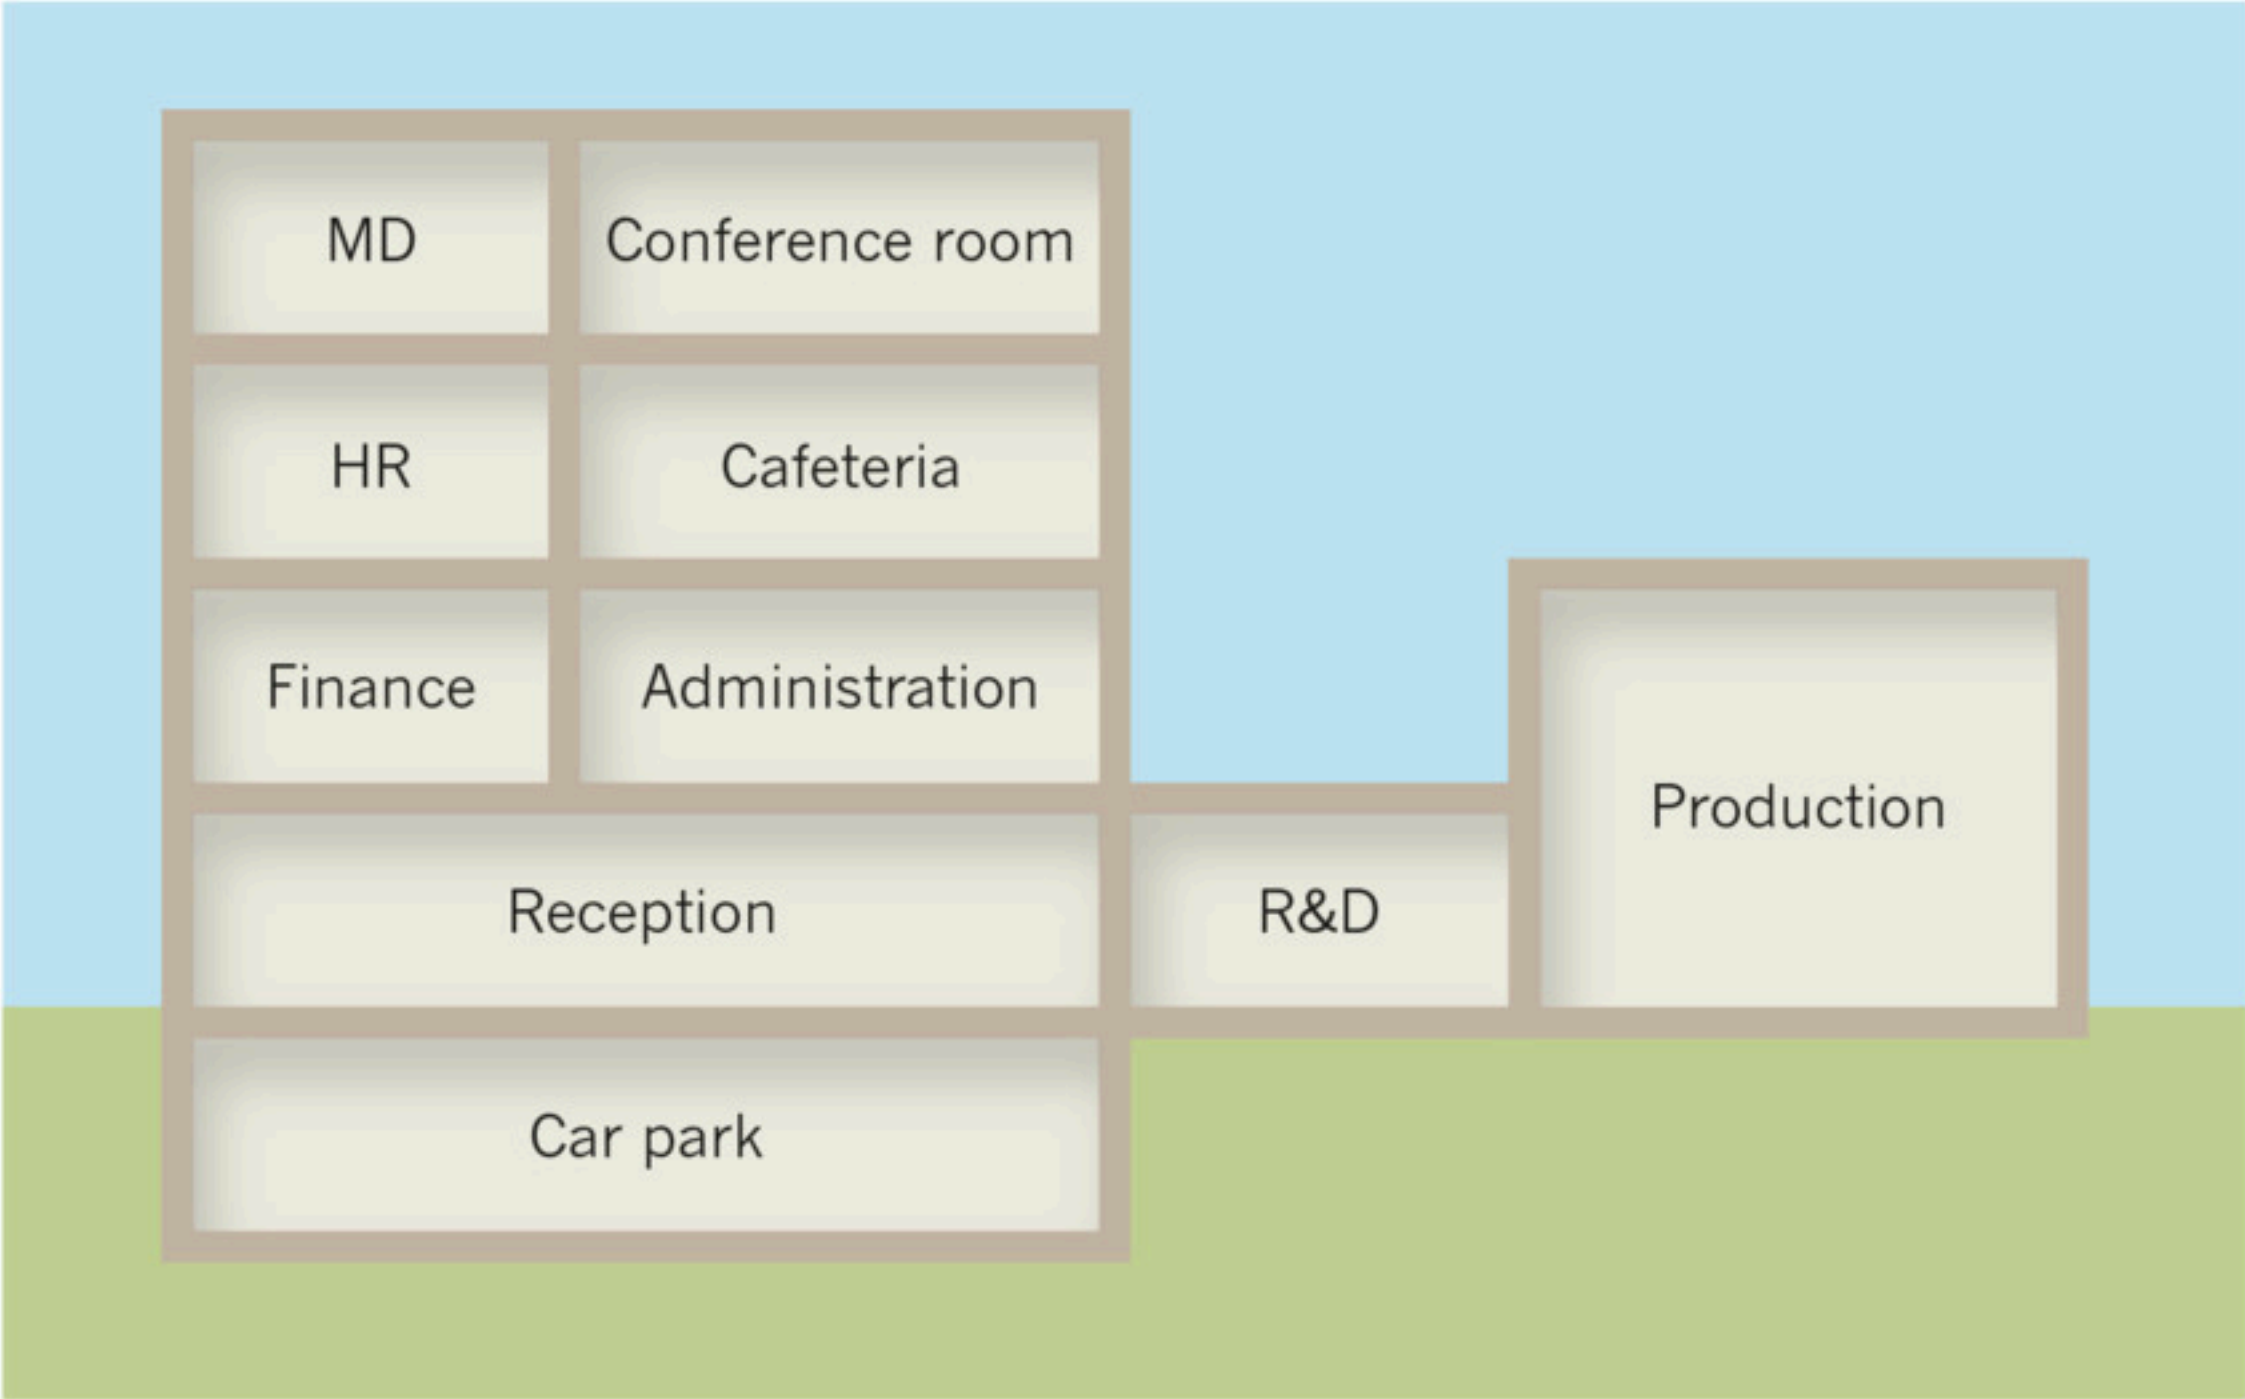 MD
Conference room
HR
Cafeteria
Finance
Administration
Production
Reception
R&D
Car park